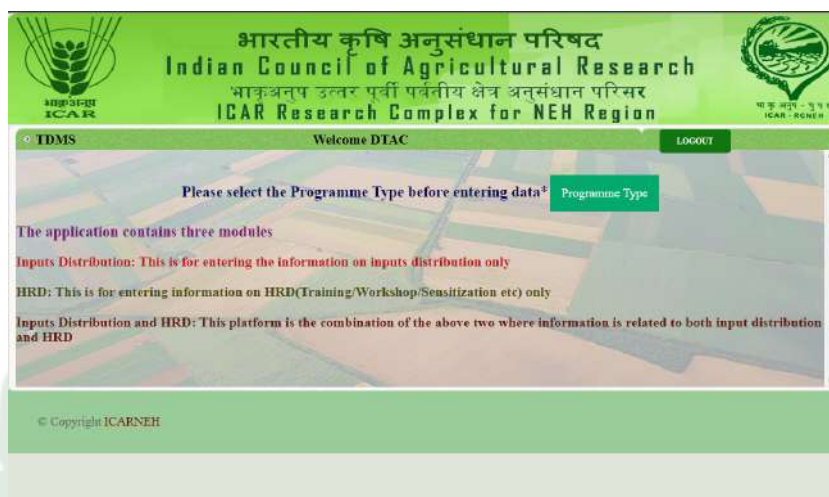 भारतीय कृषि अनुसंधान परिषद
Indian Council of Agricultural Research
भाकृअनुप उत्तर पूर्वी पर्वतीय क्षेत्र अनुसंधान परिसर
ICAR Research Complex for NEH Region
भाकृअनुप
ICAR
ICAR - RCNEH
TDMS
Welcome DTAC
LOGOUT
Please select the Programme Type before entering data*
Programme Type
The application contains three modules
Inputs Distribution: This is for entering the information on inputs distribution only
HRD: This is for entering information on HRD(Training/Workshop/Sensitization etc) only
Inputs Distribution and HRD: This platform is the combination of the above two where information is related to both input distribution
and HRD
© Copyright ICARNEH